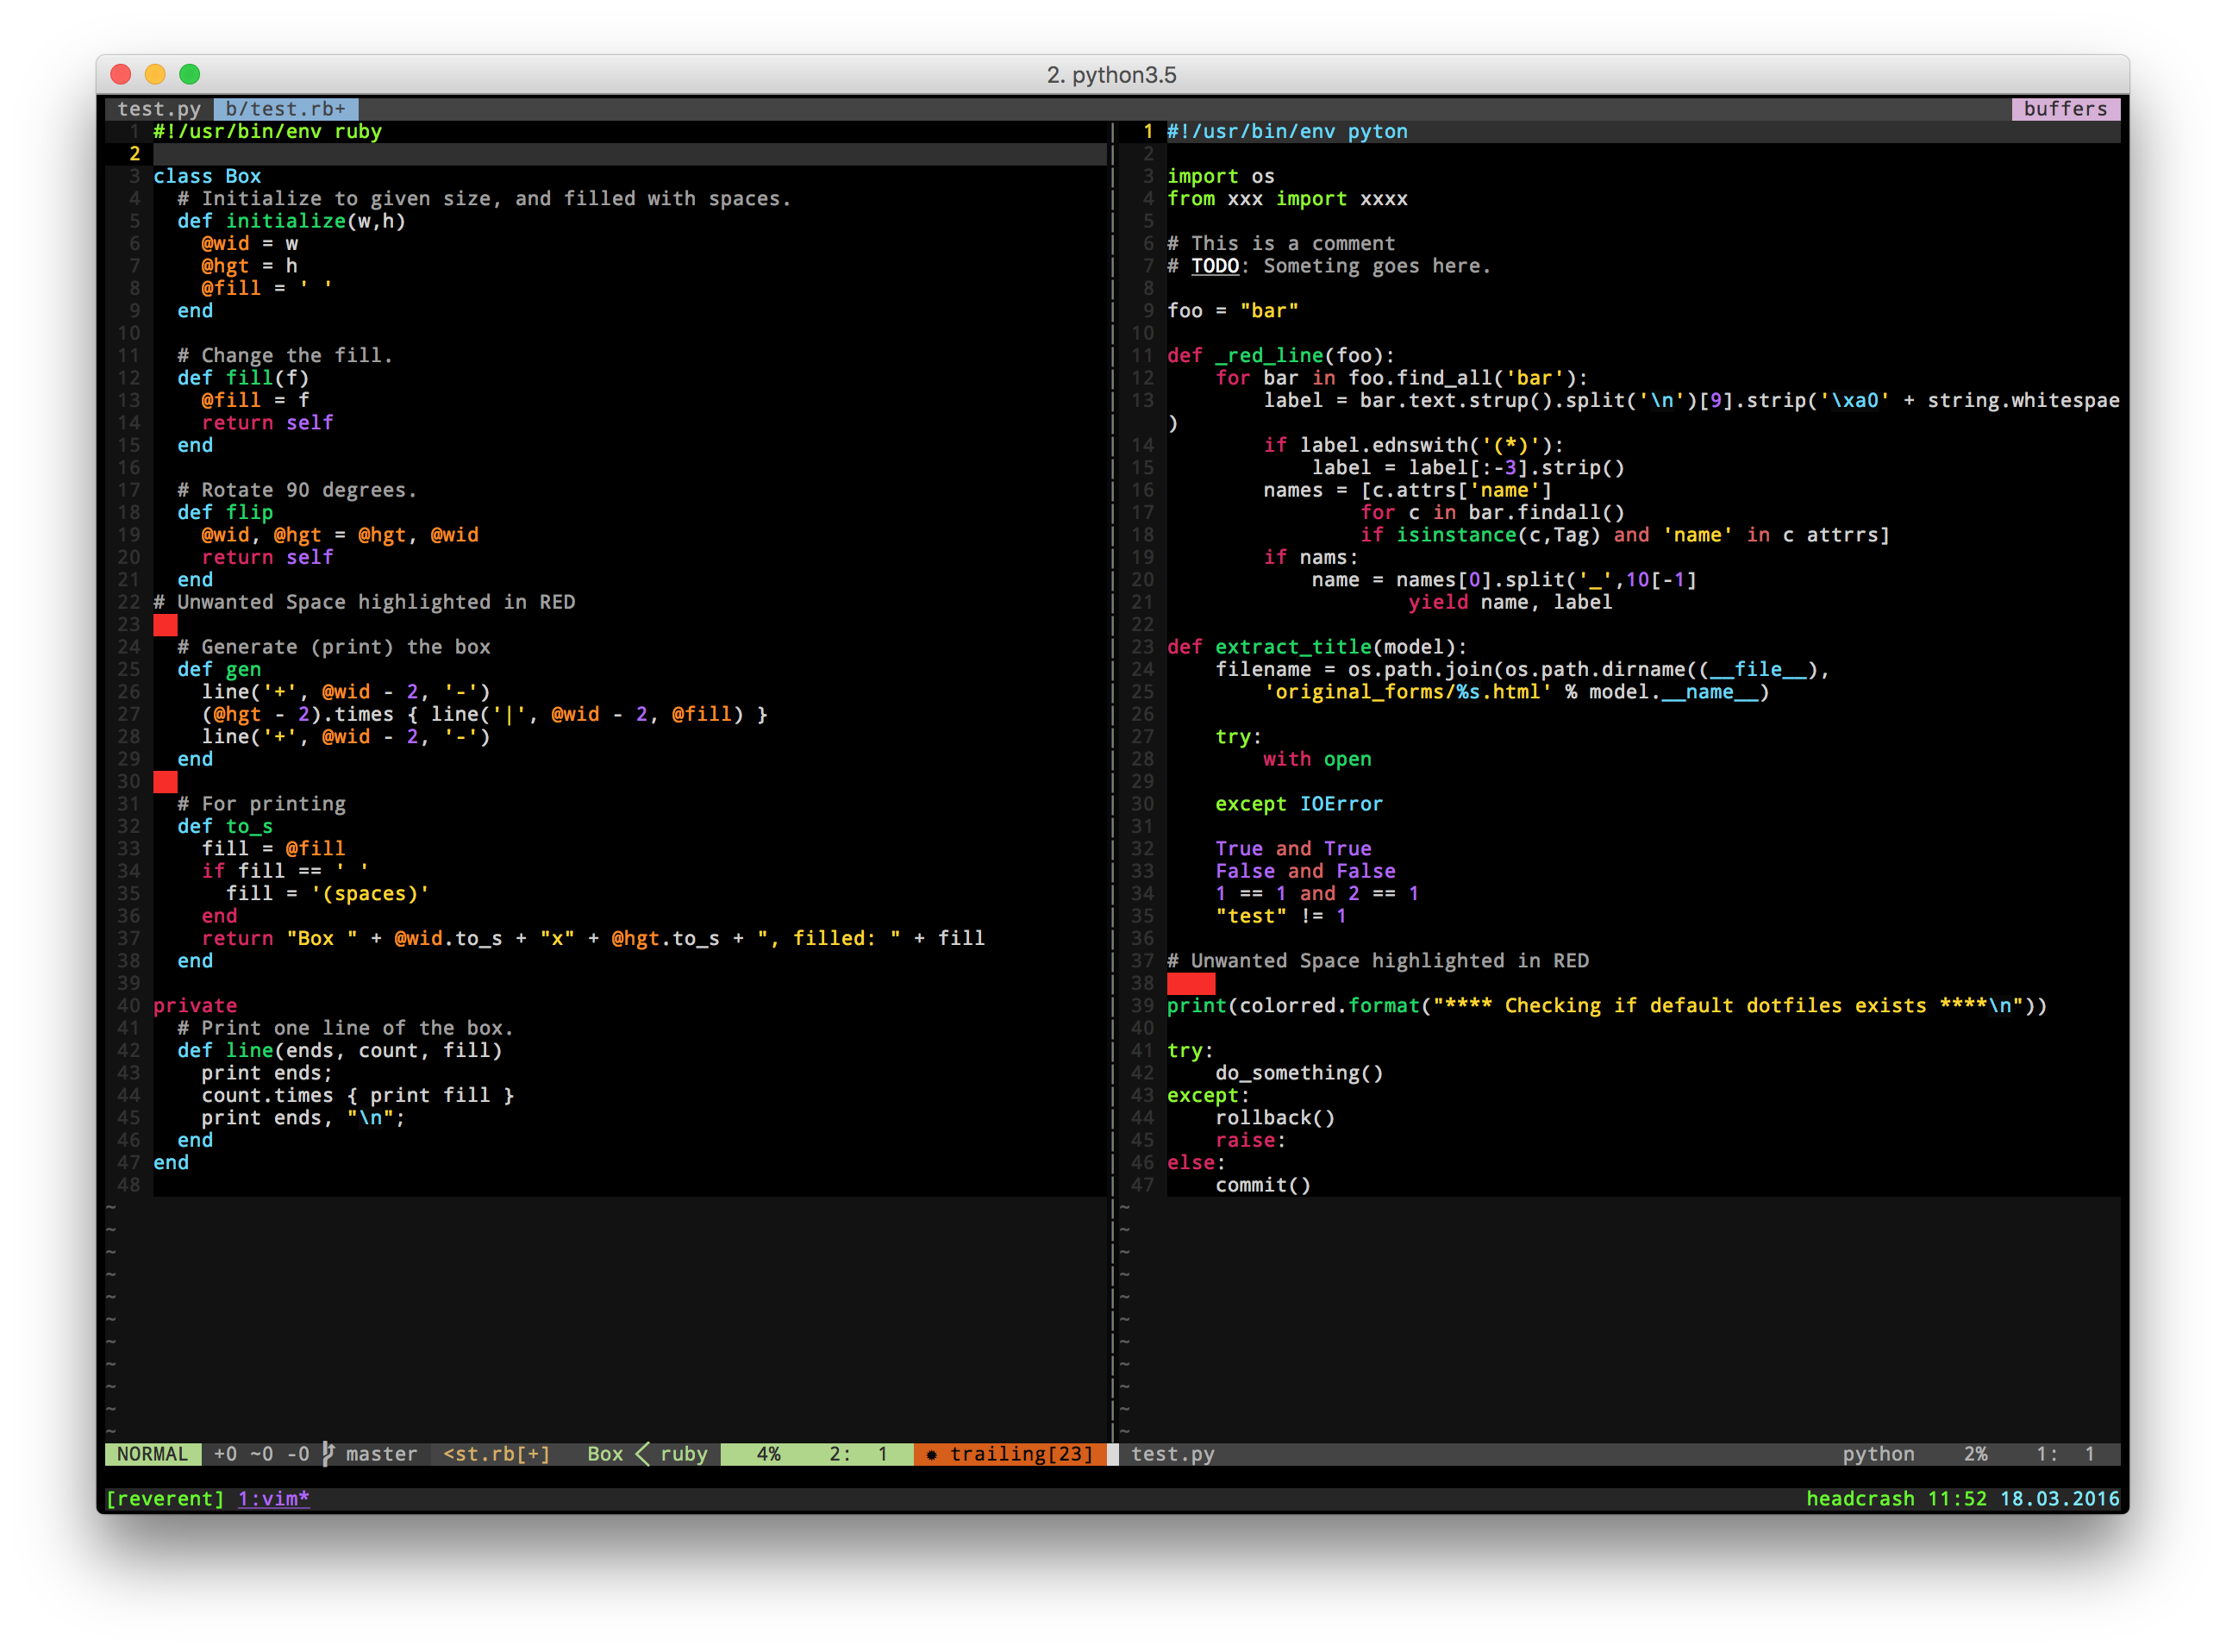 2. python3.5
test.py b/test.rb+ buffers
1 #!/usr/bin/env ruby
2
3 class Box
4   # Initialize to given size, and filled with spaces.
5   def initialize(w,h)
6     @wid = w
7     @hgt = h
8     @fill = ' '
9   end
10
11   # Change the fill.
12   def fill(f)
13     @fill = f
14     return self
15   end
16
17   # Rotate 90 degrees.
18   def flip
19     @wid, @hgt = @hgt, @wid
20     return self
21   end
22 # Unwanted Space highlighted in RED
23
24   # Generate (print) the box
25   def gen
26     line('+', @wid - 2, '-')
27     (@hgt - 2).times { line('|', @wid - 2, @fill) }
28     line('+', @wid - 2, '-')
29   end
30
31   # For printing
32   def to_s
33     fill = @fill
34     if fill == ' '
35       fill = '(spaces)'
36     end
37     return "Box " + @wid.to_s + "x" + @hgt.to_s + ", filled: " + fill
38   end
39
40 private
41   # Print one line of the box.
42   def line(ends, count, fill)
43     print ends;
44     count.times { print fill }
45     print ends, "\n";
46   end
47 end
48
~
~
~
~
~
~
~
~
~
~
~
1 #!/usr/bin/env pyton
2
3 import os
4 from xxx import xxxx
5
6 # This is a comment
7 # TODO: Someting goes here.
8
9 foo = "bar"
10
11 def _red_line(foo):
12     for bar in foo.find_all('bar'):
13         label = bar.text.strup().split('\n')[9].strip('\xa0' + string.whitespae
)
14         if label.ednswith('(*)'):
15             label = label[:-3].strip()
16         names = [c.attrs['name']
17                 for c in bar.findall()
18                 if isinstance(c,Tag) and 'name' in c attrrs]
19         if nams:
20             name = names[0].split('_',10[-1]
21                     yield name, label
22
23 def extract_title(model):
24     filename = os.path.join(os.path.dirname((__file__),
25         'original_forms/%s.html' % model.__name__)
26
27     try:
28         with open
29
30     except IOError
31
32     True and True
33     False and False
34     1 == 1 and 2 == 1
35     "test" != 1
36
37 # Unwanted Space highlighted in RED
38
39 print(colorred.format("**** Checking if default dotfiles exists ****\n"))
40
41 try:
42     do_something()
43 except:
44     rollback()
45     raise:
46 else:
47     commit()
~
~
~
~
~
~
~
~
~
~
~
NORMAL +0 ~0 -0 master <st.rb[+] Box < ruby 4% 2: 1 ✹ trailing[23] test.py python 2% 1: 1
[reverent] 1:vim* headcrash 11:52 18.03.2016